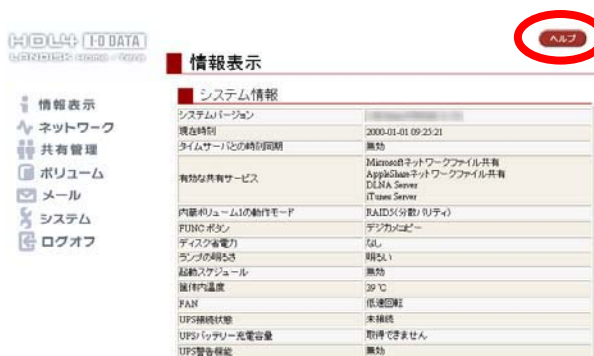 HDL4 I-O DATA
LANDISK Home / Tera
ヘルプ
情報表示
情報表示
ネットワーク
共有管理
ボリューム
メール
システム
ログオフ
システム情報
システムバージョン
現在時刻 2000-01-01 09:25:21
タイムサーバとの時刻同期 無効
有効な共有サービス Microsoftネットワークファイル共有
AppleShareネットワークファイル共有
DLNA Server
iTunes Server
内蔵ボリューム1の動作モード RAID5(分散パリティ)
FUNCボタン デジカメコピー
ディスク省電力 なし
ランプの明るさ 明るい
起動スケジュール 無効
筐体内温度 39 ℃
FAN 低速回転
UPS接続状態 未接続
UPSバッテリー充電容量 取得できません
UPS警告機能 無効